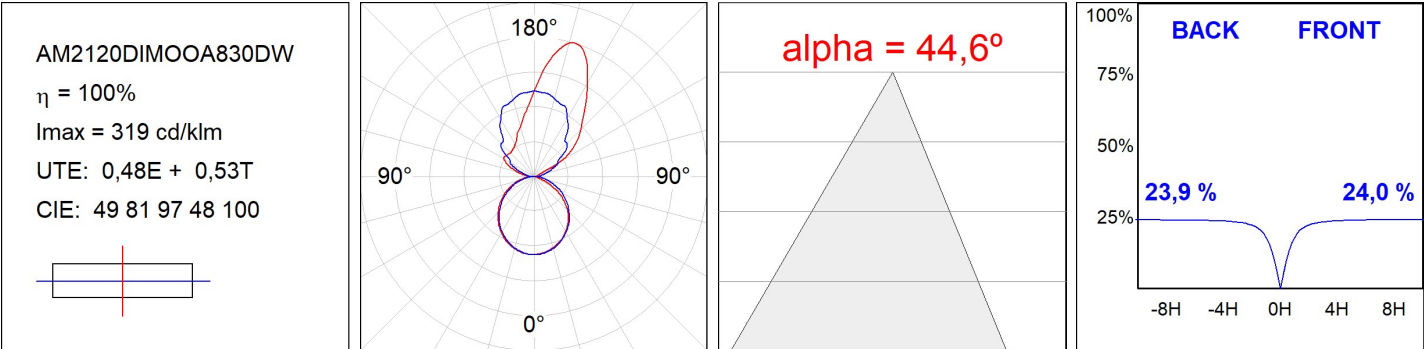 AM2120DIMOOA830DW
η = 100%
Imax = 319 cd/klm
UTE: 0,48E + 0,53T
CIE: 49 81 97 48 100
180°
90°
90°
0°
alpha = 44,6º
100%
BACK
FRONT
75%
50%
23,9 %
24,0 %
25%
-8H
-4H
0H
4H
8H